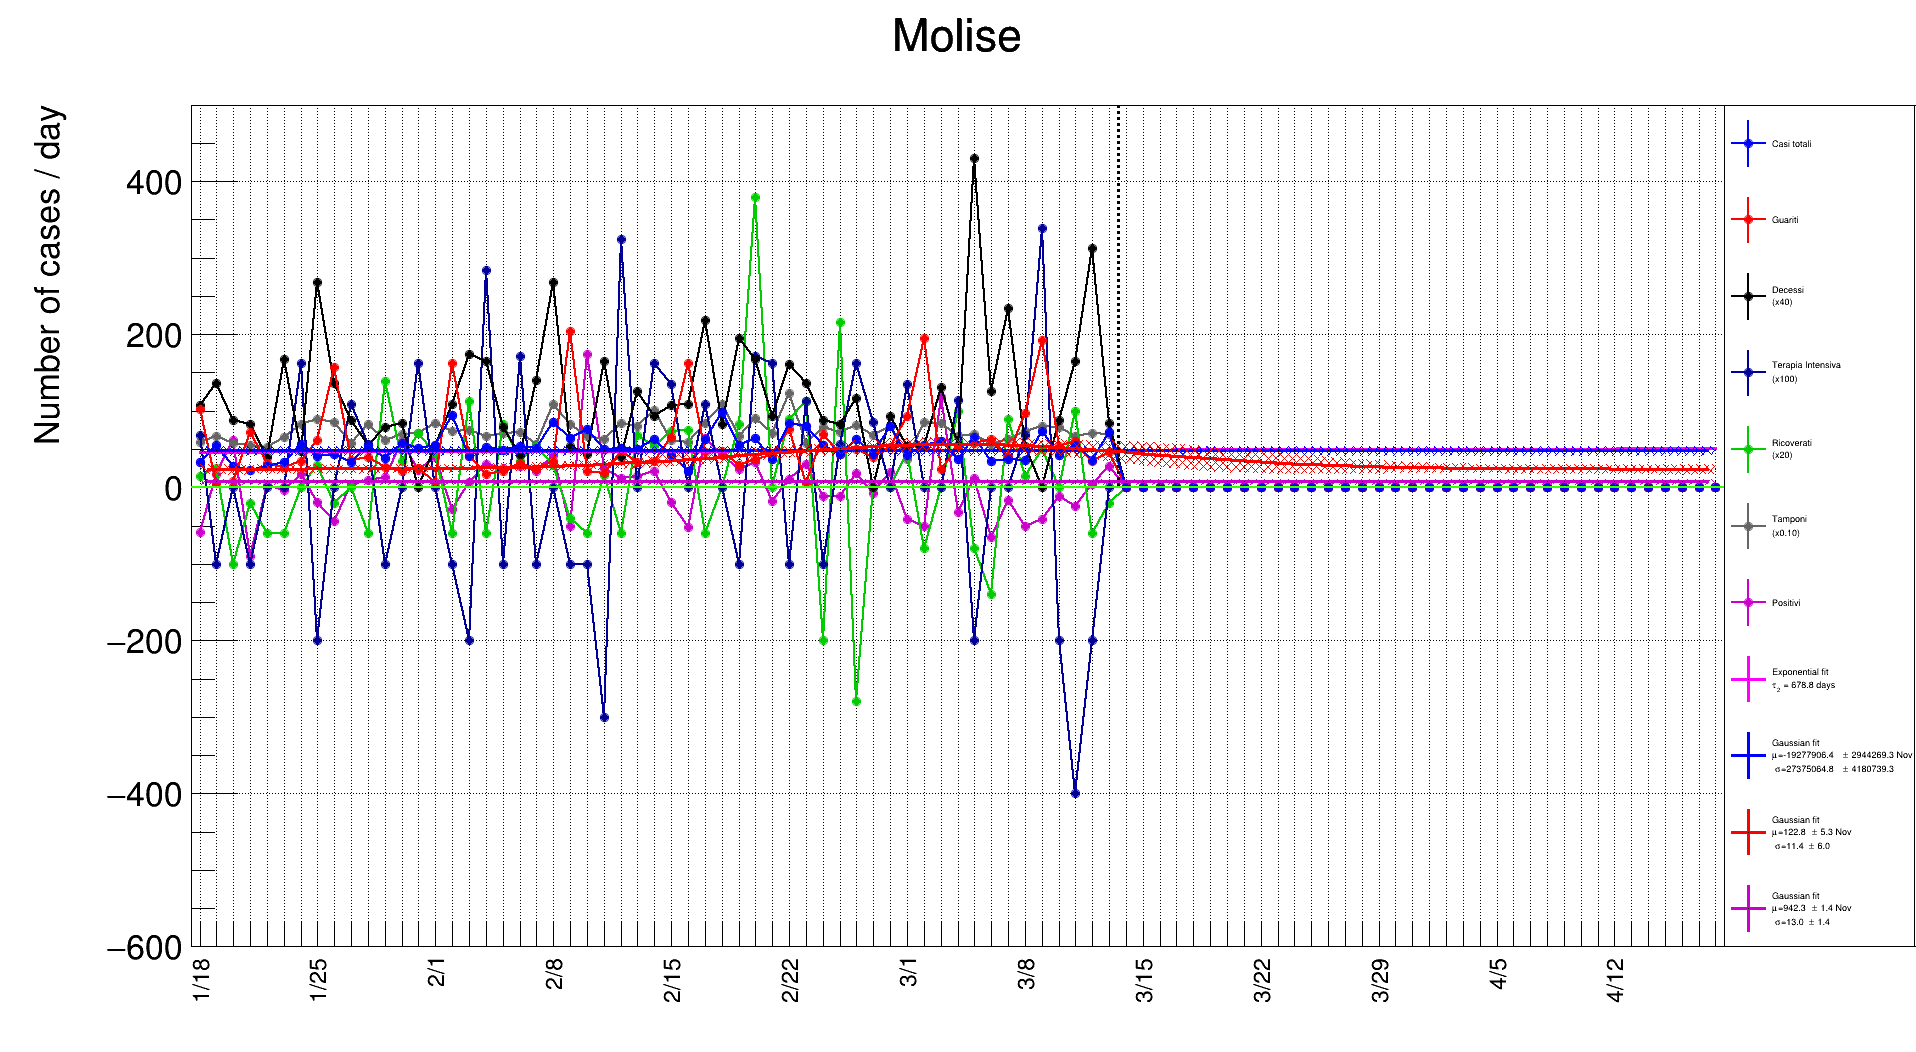 Molise
Number of cases / day
400
200
0
−200
−400
−600
1/18
1/25
2/1
2/8
2/15
2/22
3/1
3/8
3/15
3/22
3/29
4/5
4/12
Casi totali
Guariti
Decessi
(x40)
Terapia Intensiva
(x100)
Ricoverati
(x20)
Tamponi
(x0.10)
Positivi
Exponential fit
τ2 = 678.8 days
Gaussian fit
μ=-19277906.4 ± 2944269.3 Nov
σ=27375064.8 ± 4180739.3
Gaussian fit
μ=122.8 ± 5.3 Nov
σ=11.4 ± 6.0
Gaussian fit
μ=942.3 ± 1.4 Nov
σ=13.0 ± 1.4